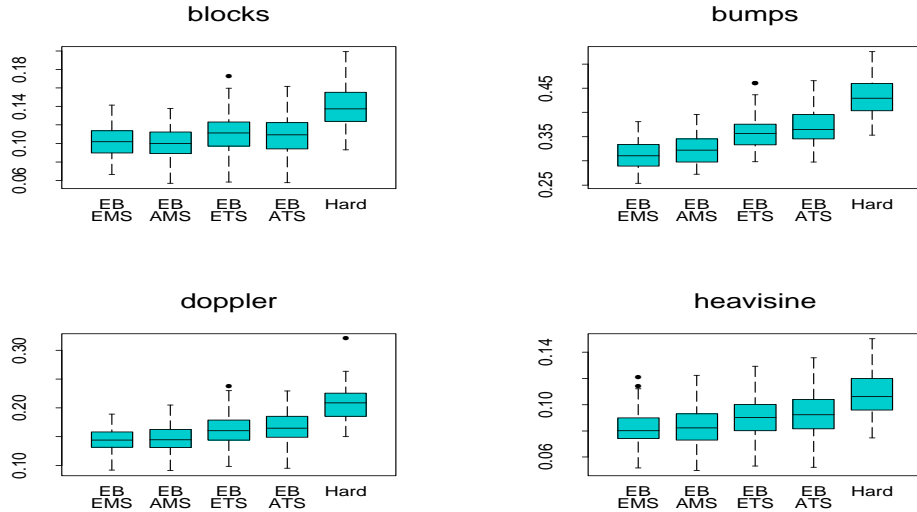 blocks
0.18
0.14
0.10
0.06
EB EB EB EB Hard
EMS AMS ETS ATS
bumps
0.45
0.35
0.25
EB EB EB EB Hard
EMS AMS ETS ATS
doppler
0.30
0.20
0.10
EB EB EB EB Hard
EMS AMS ETS ATS
heavisine
0.14
0.10
0.06
EB EB EB EB Hard
EMS AMS ETS ATS